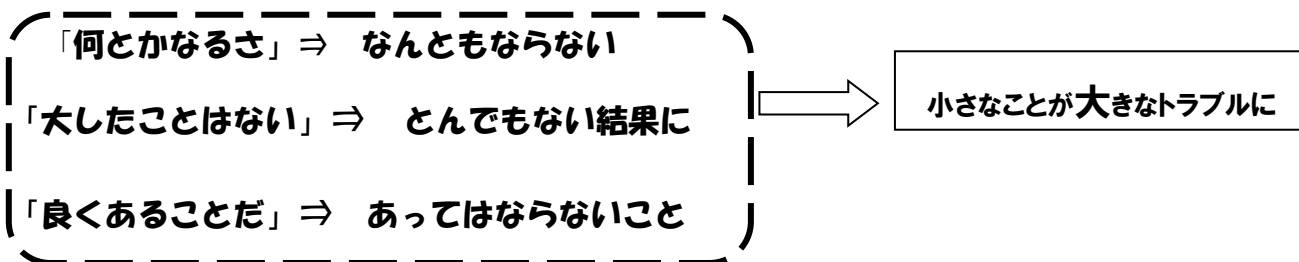 「何とかなるさ」⇒　なんともならない
「大したことはない」⇒　とんでもない結果に
「良くあることだ」⇒　あってはならないこと
小さなことが大きなトラブルに